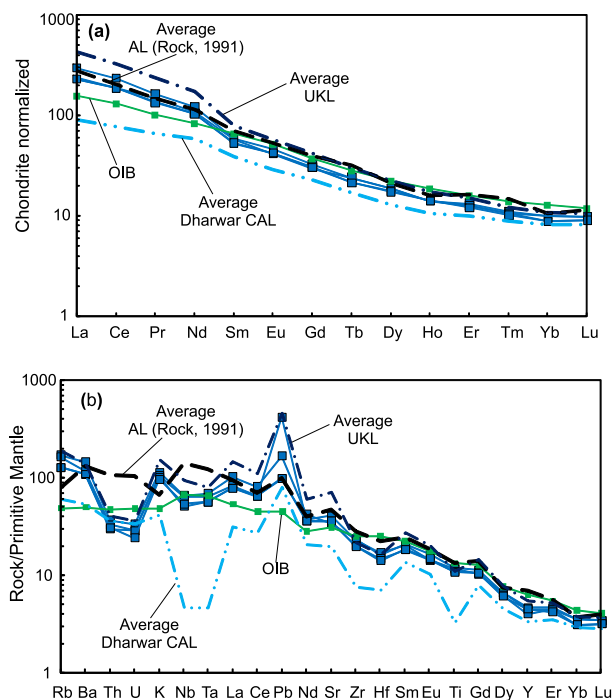 (a)
Average
AL (Rock, 1991)
Average
UKL
OIB
Average
Dharwar CAL
Chondrite normalized
1000
100
10
1
La Ce Pr Nd Sm Eu Gd Tb Dy Ho Er Tm Yb Lu
(b)
Average
AL (Rock, 1991)
Average
UKL
OIB
Average
Dharwar CAL
Rock/Primitive Mantle
1000
100
10
1
Rb Ba Th U K Nb Ta La Ce Pb Nd Sr Zr Hf Sm Eu Ti Gd Dy Y Er Yb Lu